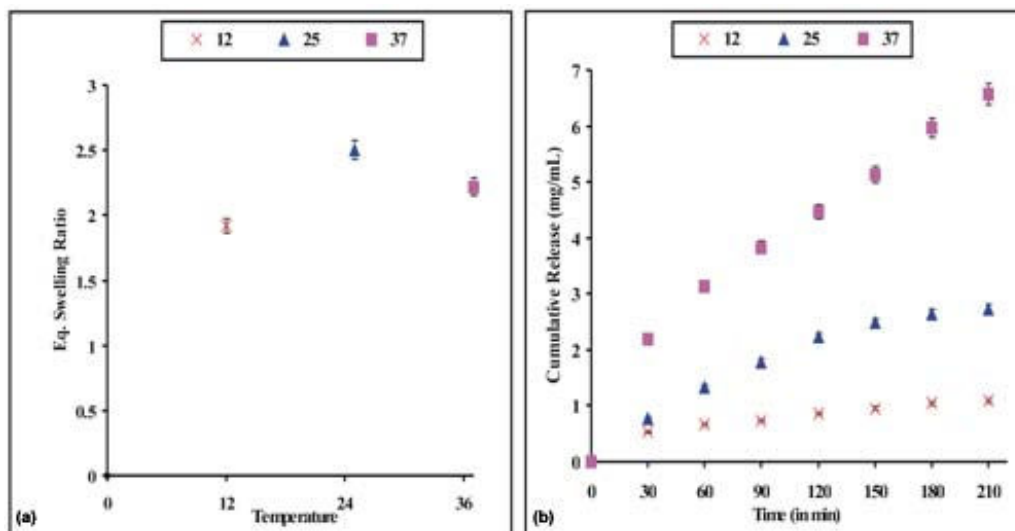 12 25 37
3
2.5
2
1.5
1
0.5
0
Eq. Swelling Ratio
0 12 24 36
Temperature
(a)
12 25 37
7
6
5
4
3
2
1
0
Cumulative Release (mg/mL)
0 30 60 90 120 150 180 210
Time (in min)
(b)